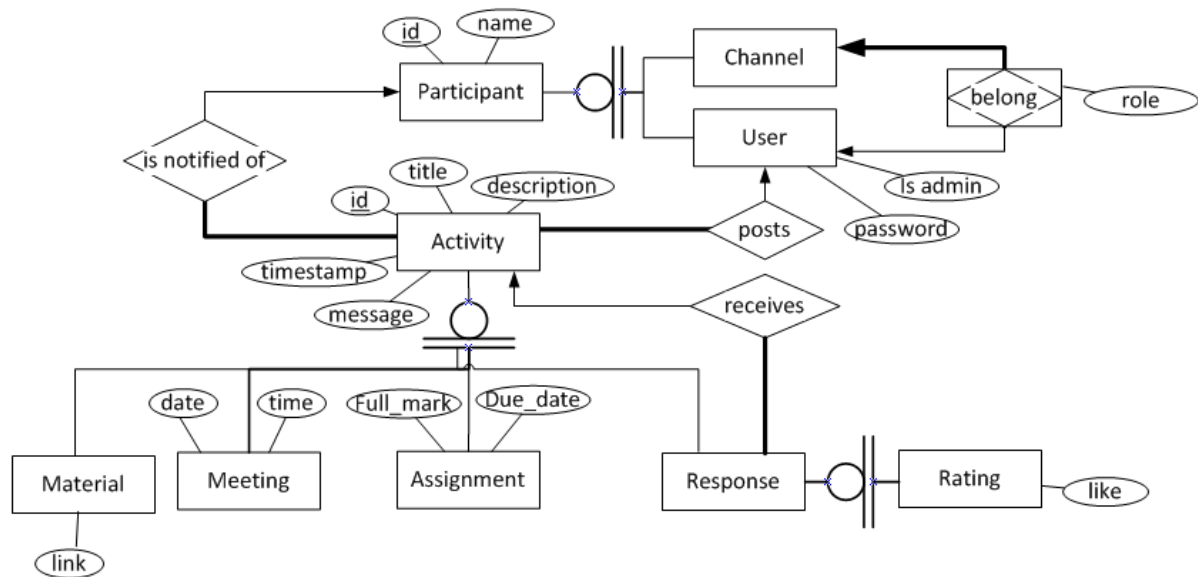 id
name
Participant
Channel
belong
role
User
is notified of
title
description
id
Is admin
Activity
posts
password
timestamp
message
receives
date
time
Full_mark
Due_date
Material
Meeting
Assignment
Response
Rating
like
link